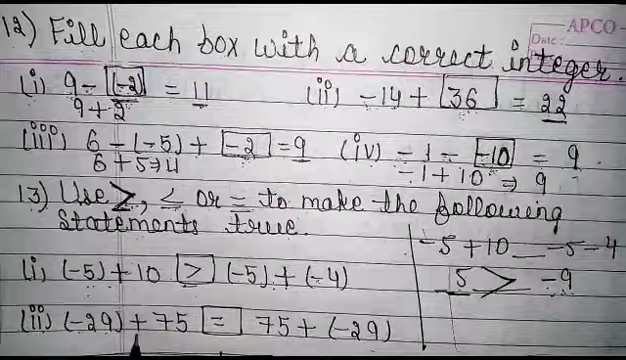 APCO
Date:
12) Fill each box with a correct integer.
(i) 9 - (-2) = 11 (ii) -14 + 36 = 22
9 + 2
(iii) 6 - (-5) + -2 = 9 (iv) -1 - -10 = 9
6 + 5 ⇒ 11 -1 + 10 ⇒ 9
13) Use >, < or = to make the following
statements true.
-5 + 10 -5 - 4
(i) (-5) + 10 > (-5) + (-4) 5 > -9
(ii) (-29) + 75 = 75 + (-29)